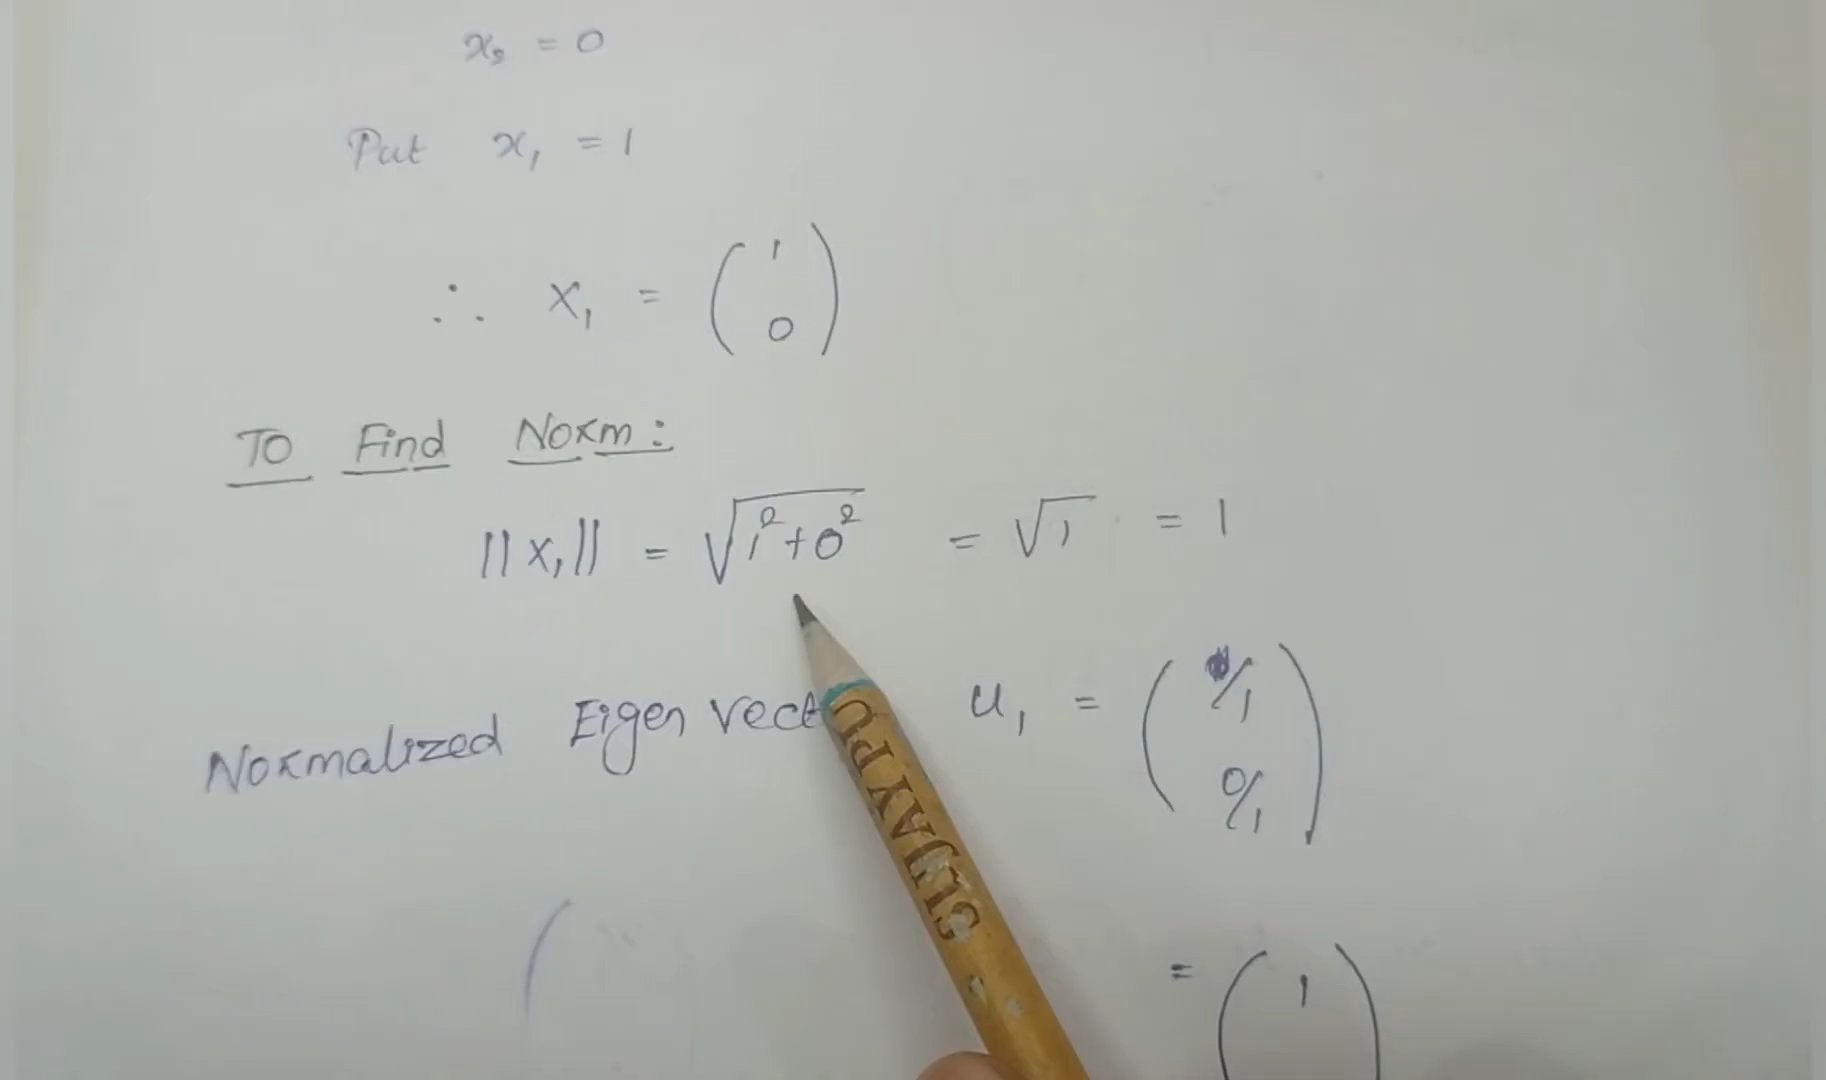 x₂ = 0
Put x₁ = 1
∴ X₁ = ( 1
0 )
To Find Norm:
||X₁|| = √(1² + 0²) = √1 = 1
Normalized Eigen vect u₁ = ( 1/1
0/1 )
= ( 1 )